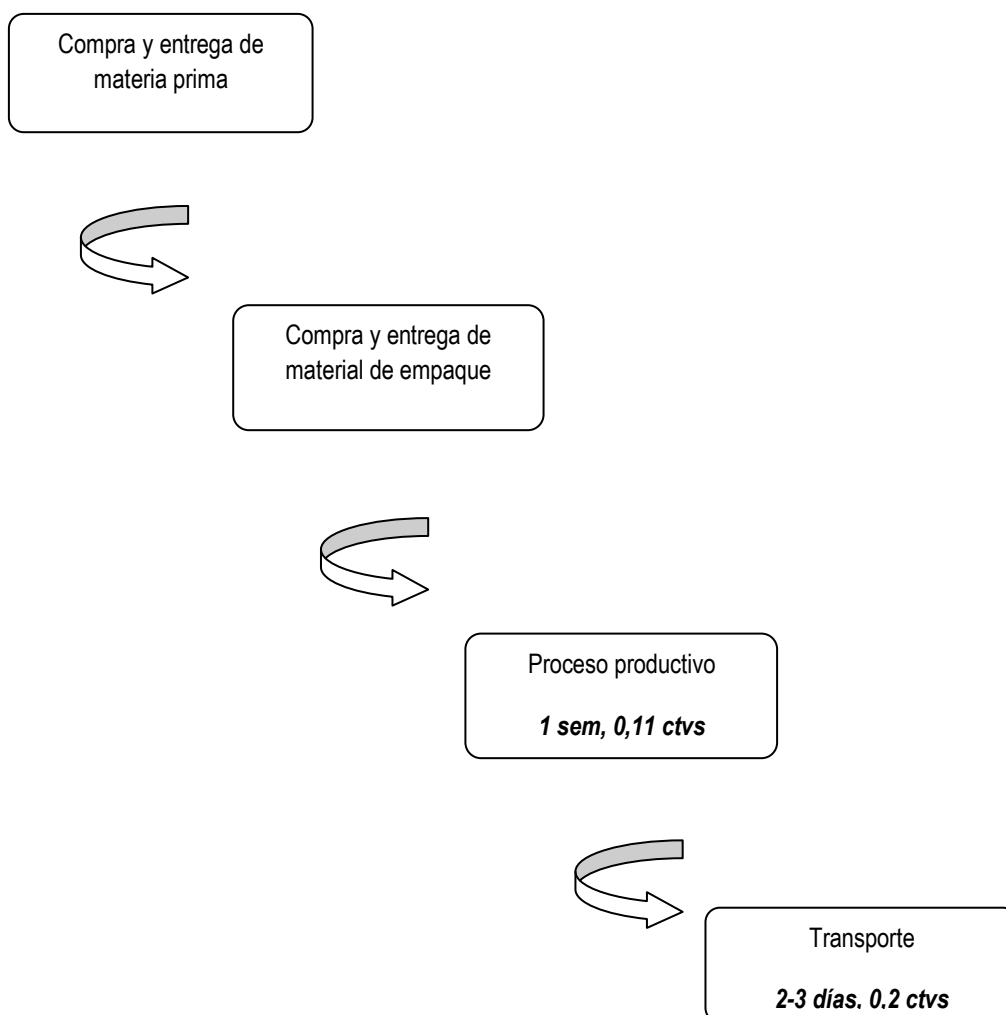 Compra y entrega de
materia prima
Compra y entrega de
material de empaque
Proceso productivo
1 sem, 0,11 ctvs
Transporte
2-3 días, 0,2 ctvs